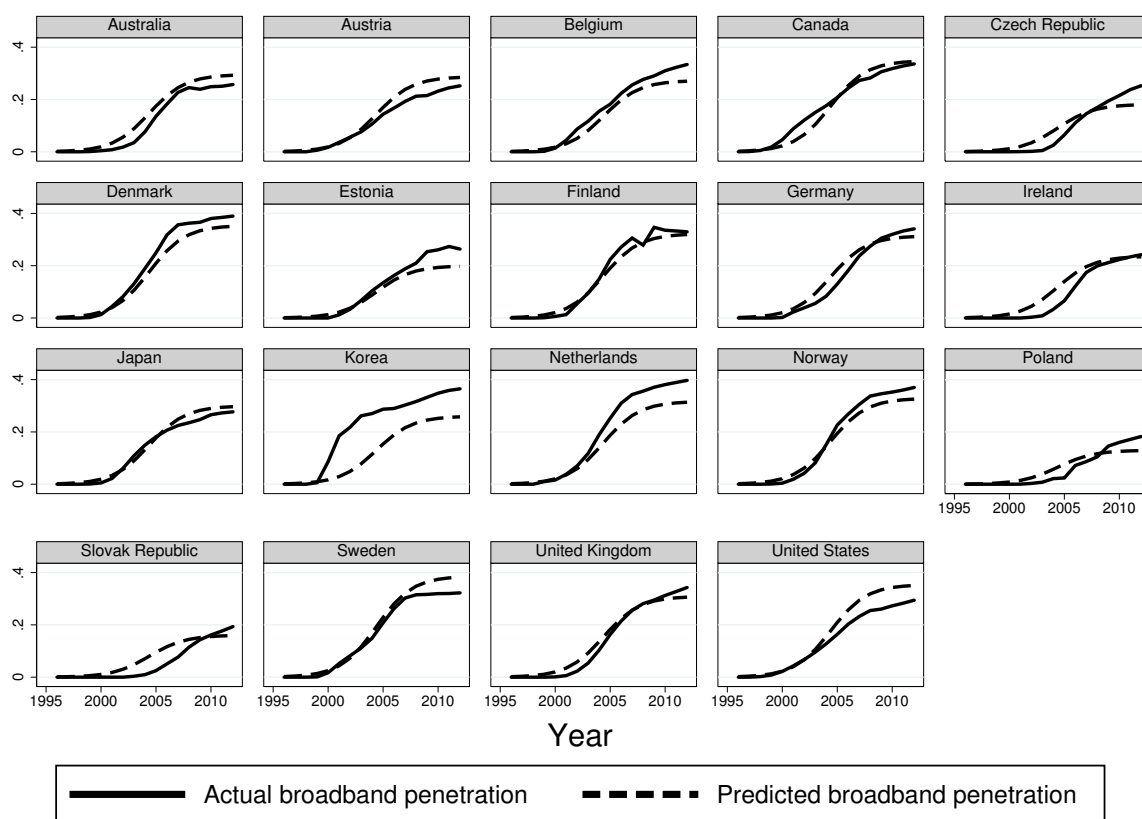 Australia Austria Belgium Canada Czech Republic
.4
.2
0
Denmark Estonia Finland Germany Ireland
.4
.2
0
Japan Korea Netherlands Norway Poland
.4
.2
0
1995 2000 2005 2010
Slovak Republic Sweden United Kingdom United States
.4
.2
0
1995 2000 2005 2010 1995 2000 2005 2010 1995 2000 2005 2010 1995 2000 2005 2010
Year
Actual broadband penetration Predicted broadband penetration